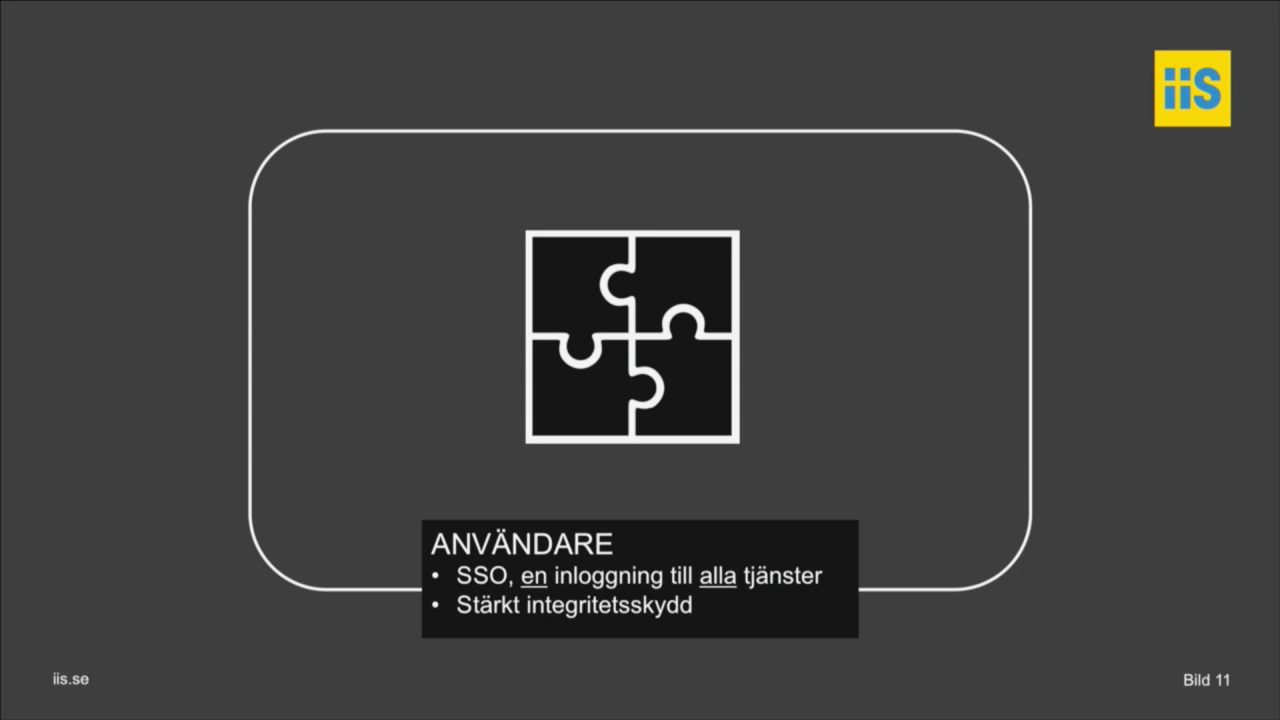 iis
ANVÄNDARE
• SSO, en inloggning till alla tjänster
• Stärkt integritetsskydd
iis.se
Bild 11